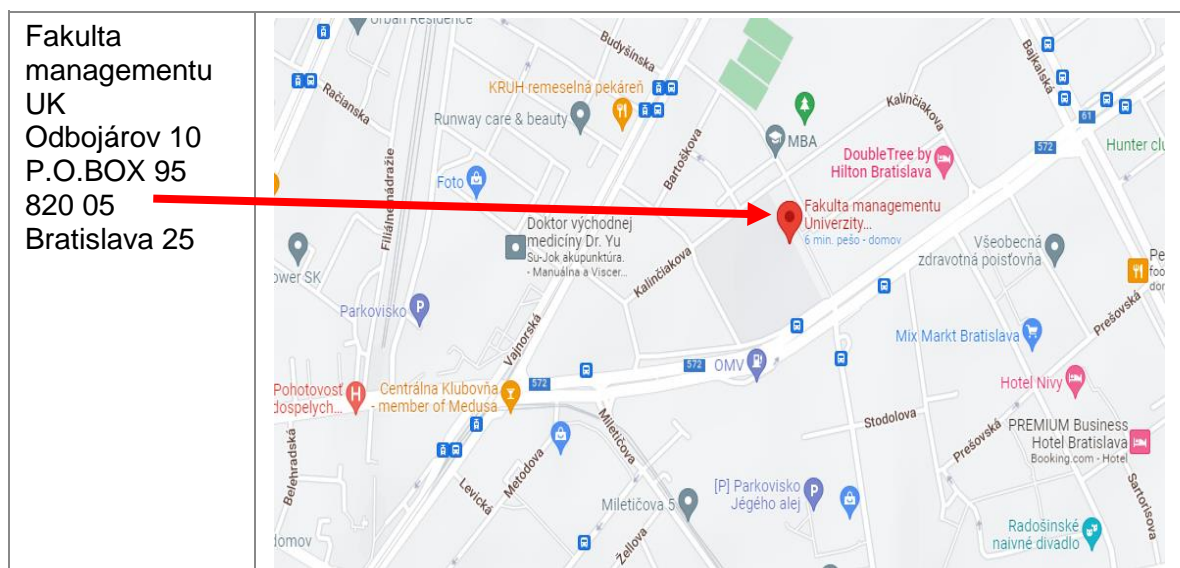 Fakulta
managementu
UK
Odbojárov 10
P.O.BOX 95
820 05
Bratislava 25
Urban Residence
Budyšínska
Bajkalská
Račianska
KRUH remeselná pekáreň
Runway care & beauty
Kalinčiakova
MBA
61
572
Hunter clu
DoubleTree by
Hilton Bratislava
Filiálne nádražie
Foto
Bartoškova
Fakulta managementu
Univerzity...
6 min. pešo - domov
Doktor východnej
medicíny Dr. Yu
Su-Jok akupunktúra.
- Manuálna a Viscer...
Všeobecná
zdravotná poisťovňa
ower SK
Kalinčiakova
Pe
foo
dor
Parkovisko
P
Prešovská
Vajnorská
Mix Markt Bratislava
572
OMV
Pohotovosť
dospelych...
H
Centrálna Klubovňa
- member of Medusa
572
Hotel Nivy
Stodolova
Miletičova
PREMIUM Business
Hotel Bratislava
Booking.com - Hotel
Prešovská
Belehradská
Metodova
Levická
[P] Parkovisko
Jégého alej
P
Miletičova 5
Sartorisova
Žellova
Radošinské
naivné divadlo
domov